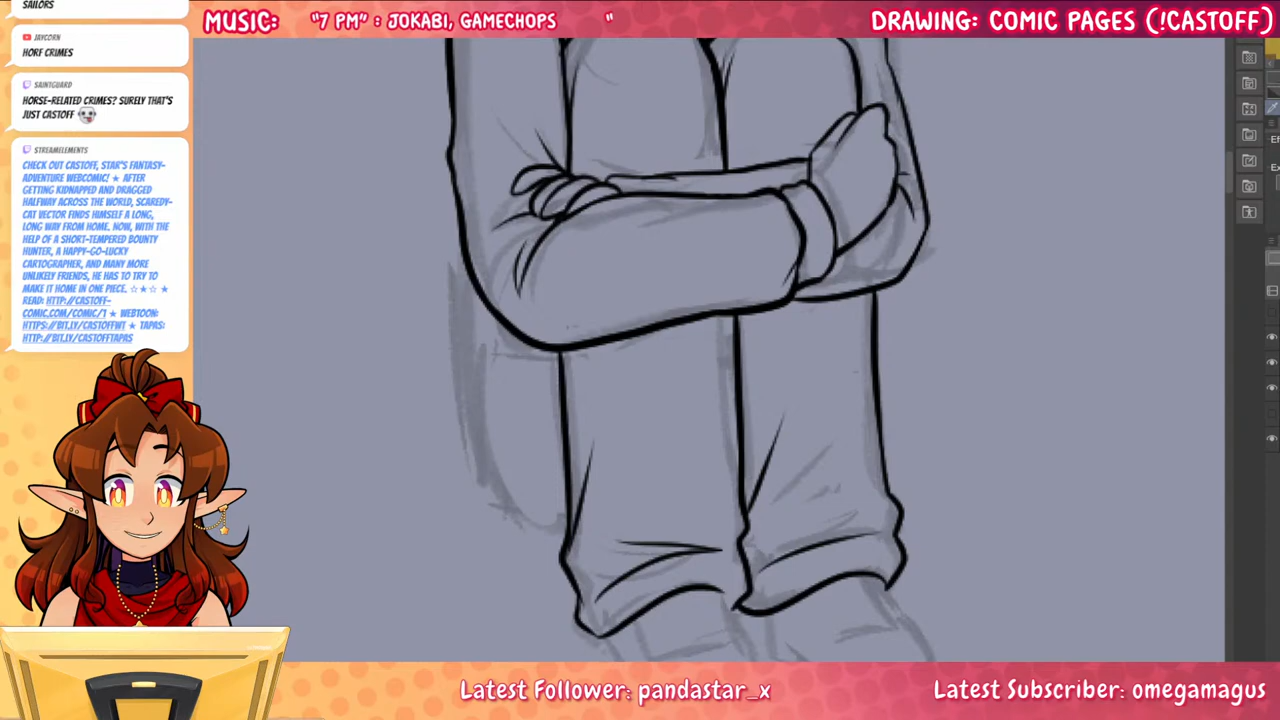 SAILORS
MUSIC: "7 PM" : JOKABI, GAMECHOPS "
DRAWING: COMIC PAGES (!CASTOFF)
JAYCORN
HORF CRIMES
SAINTGUARD
HORSE-RELATED CRIMES? SURELY THAT'S
JUST CASTOFF
STREAMELEMENTS
CHECK OUT CASTOFF, STAR'S FANTASY-
ADVENTURE WEBCOMIC! ★ AFTER
GETTING KIDNAPPED AND DRAGGED
HALFWAY ACROSS THE WORLD, SCAREDY-
CAT VECTOR FINDS HIMSELF A LONG,
LONG WAY FROM HOME. NOW, WITH THE
HELP OF A SHORT-TEMPERED BOUNTY
HUNTER, A HAPPY-GO-LUCKY
CARTOGRAPHER, AND MANY MORE
UNLIKELY FRIENDS, HE HAS TO TRY TO
MAKE IT HOME IN ONE PIECE. ☆★☆ ★
READ: HTTP://CASTOFF-
COMIC.COM/COMIC/1 ★ WEBTOON:
HTTPS://BIT.LY/CASTOFFWT ★ TAPAS:
HTTP://BIT.LY/CASTOFFTAPAS
Latest Follower: pandastar_x
Latest Subscriber: omegamagus